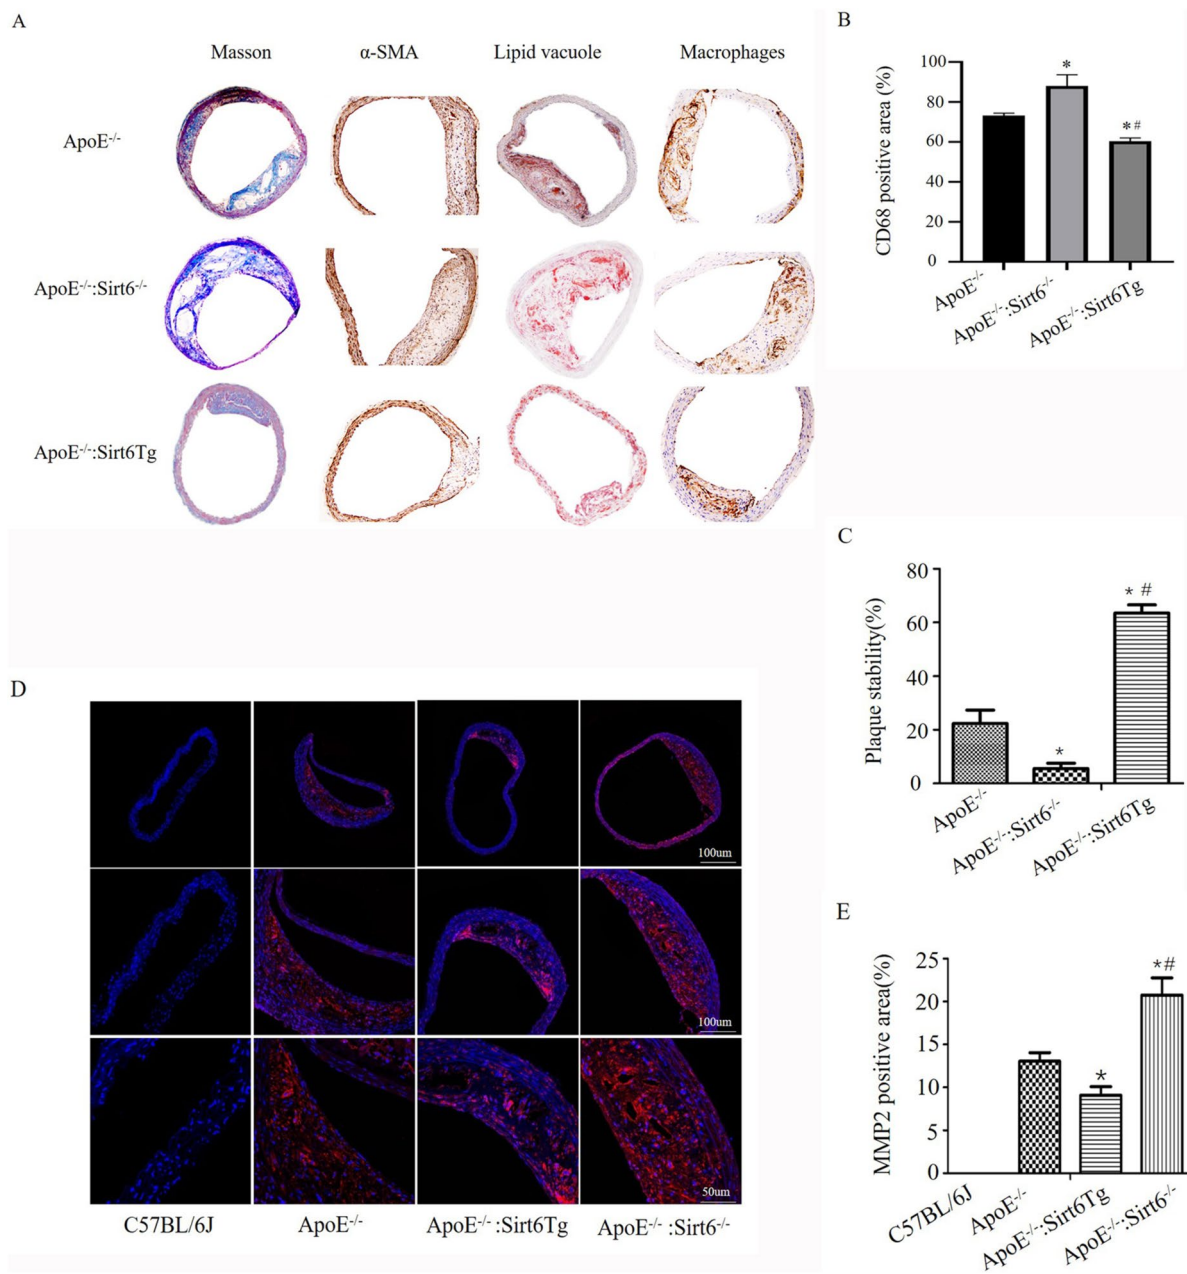 A
Masson α-SMA Lipid vacuole Macrophages
ApoE-/-
ApoE-/-:Sirt6-/-
ApoE-/-:Sirt6Tg
B
CD68 positive area (%)
100
80
60
40
20
0
*
*#
ApoE-/-
ApoE-/-:Sirt6-/-
ApoE-/-:Sirt6Tg
C
Plaque stability(%)
80
60
40
20
0
*
* #
ApoE-/-
ApoE-/-:Sirt6-/-
ApoE-/-:Sirt6Tg
D
100um
100um
50um
C57BL/6J ApoE-/- ApoE-/- :Sirt6Tg ApoE-/- :Sirt6-/-
E
MMP2 positive area(%)
25
20
15
10
5
0
*
*#
C57BL/6J
ApoE-/-
ApoE-/-:Sirt6Tg
ApoE-/-:Sirt6-/-